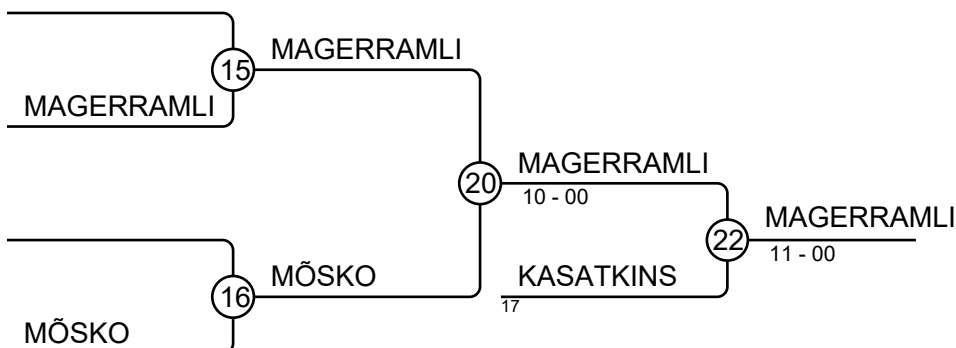 MAGERRAMLI
15
MAGERRAMLI
MAGERRAMLI
20
10 - 00
MAGERRAMLI
22
11 - 00
MÕSKO
KASATKINS
16
17
MÕSKO